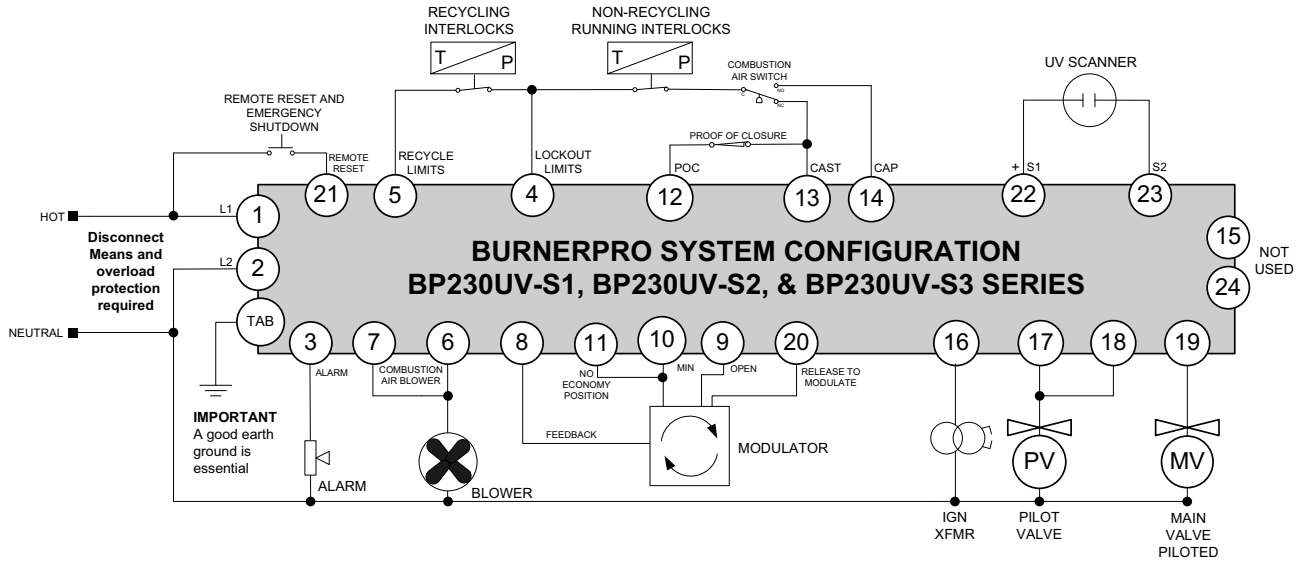 RECYCLING
INTERLOCKS
T P
NON-RECYCLING
RUNNING INTERLOCKS
T P
COMBUSTION
AIR SWITCH
C
NO
NC
UV SCANNER
REMOTE RESET AND
EMERGENCY
SHUTDOWN
PROOF OF CLOSURE
REMOTE
RESET
RECYCLE
LIMITS
LOCKOUT
LIMITS
POC
CAST
CAP
+ S1
S2
21
5
4
12
13
14
22
23
HOT
L1
1
Disconnect
Means and
overload
protection
required
L2
2
NEUTRAL
TAB
BURNERPRO SYSTEM CONFIGURATION
BP230UV-S1, BP230UV-S2, & BP230UV-S3 SERIES
15
24
NOT
USED
3
7
6
8
11
10
9
20
16
17
18
19
ALARM
COMBUSTION
AIR BLOWER
NO
ECONOMY
POSITION
MIN
OPEN
RELEASE TO
MODULATE
IMPORTANT
A good earth
ground is
essential
FEEDBACK
MODULATOR
PV
MV
ALARM
BLOWER
IGN
XFMR
PILOT
VALVE
MAIN
VALVE
PILOTED